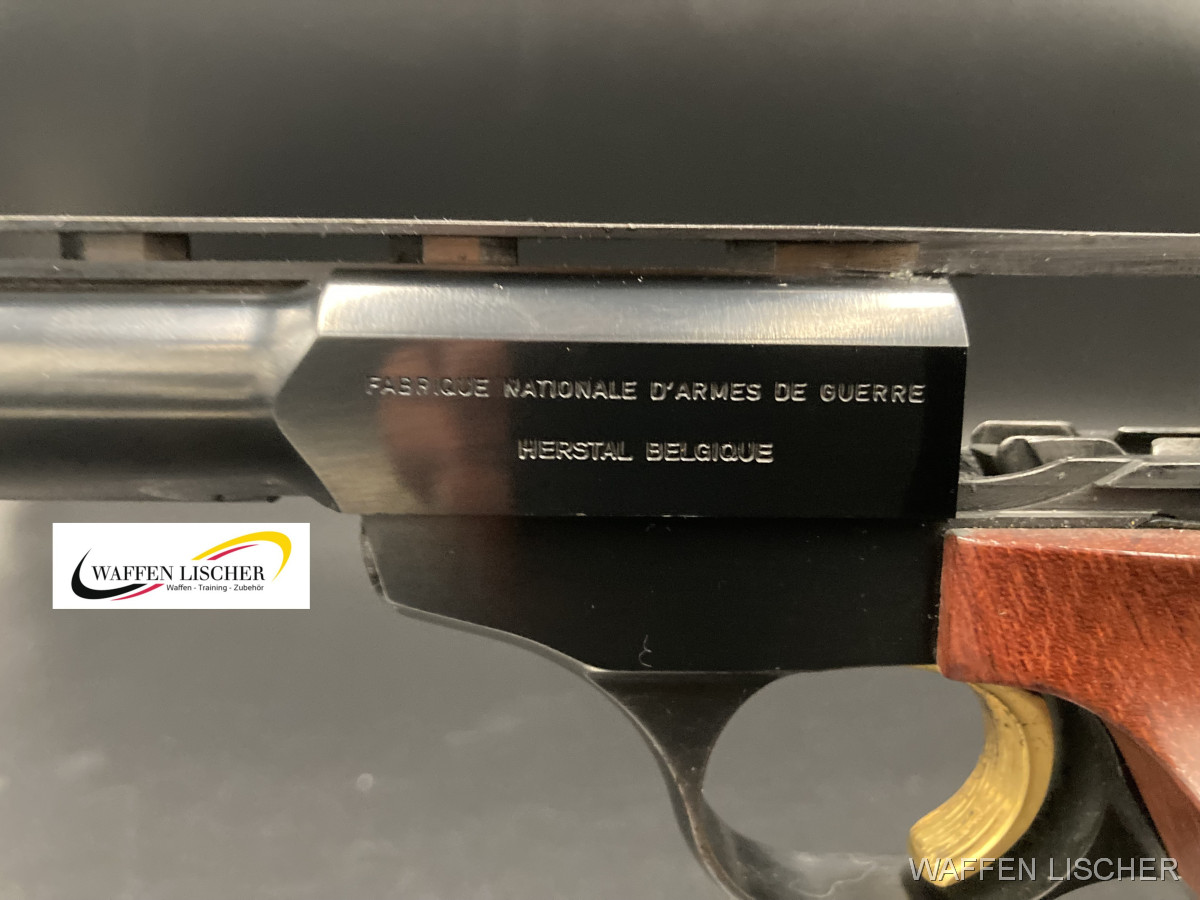 FABRIQUE NATIONALE D'ARMES DE GUERRE
HERSTAL BELGIQUE
WAFFEN LISCHER
Waffen - Training - Zubehör
WAFFEN LISCHER